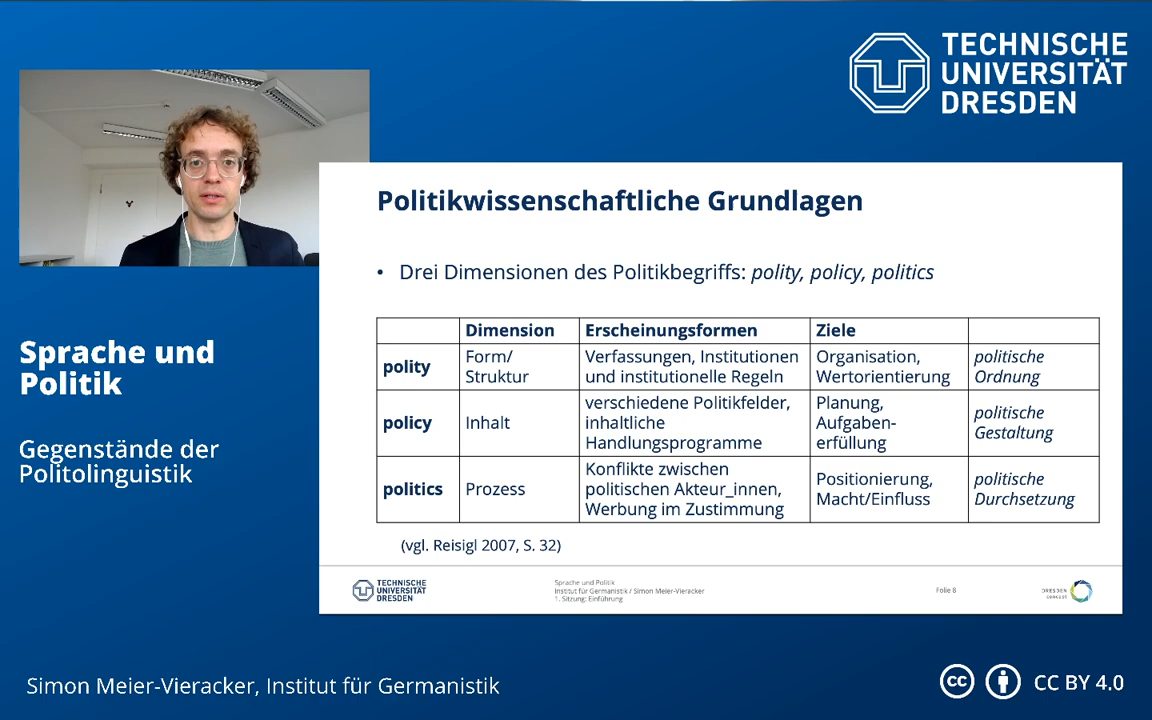 TECHNISCHE
UNIVERSITÄT
DRESDEN
Sprache und
Politik
Gegenstände der
Politolinguistik
Politikwissenschaftliche Grundlagen
• Drei Dimensionen des Politikbegriffs: polity, policy, politics
Dimension Erscheinungsformen Ziele
polity
Form/
Struktur
Verfassungen, Institutionen
und institutionelle Regeln
Organisation,
Wertorientierung
politische
Ordnung
policy
Inhalt
verschiedene Politikfelder,
inhaltliche
Handlungsprogramme
Planung,
Aufgaben-
erfüllung
politische
Gestaltung
politics
Prozess
Konflikte zwischen
politischen Akteur_innen,
Werbung im Zustimmung
Positionierung,
Macht/Einfluss
politische
Durchsetzung
(vgl. Reisigl 2007, S. 32)
TECHNISCHE
UNIVERSITÄT
DRESDEN
Sprache und Politik
Institut für Germanistik / Simon Meier-Vieracker
1. Sitzung: Einführung
Folie 8
DRESDEN
concept
Simon Meier-Vieracker, Institut für Germanistik
cc
CC BY 4.0